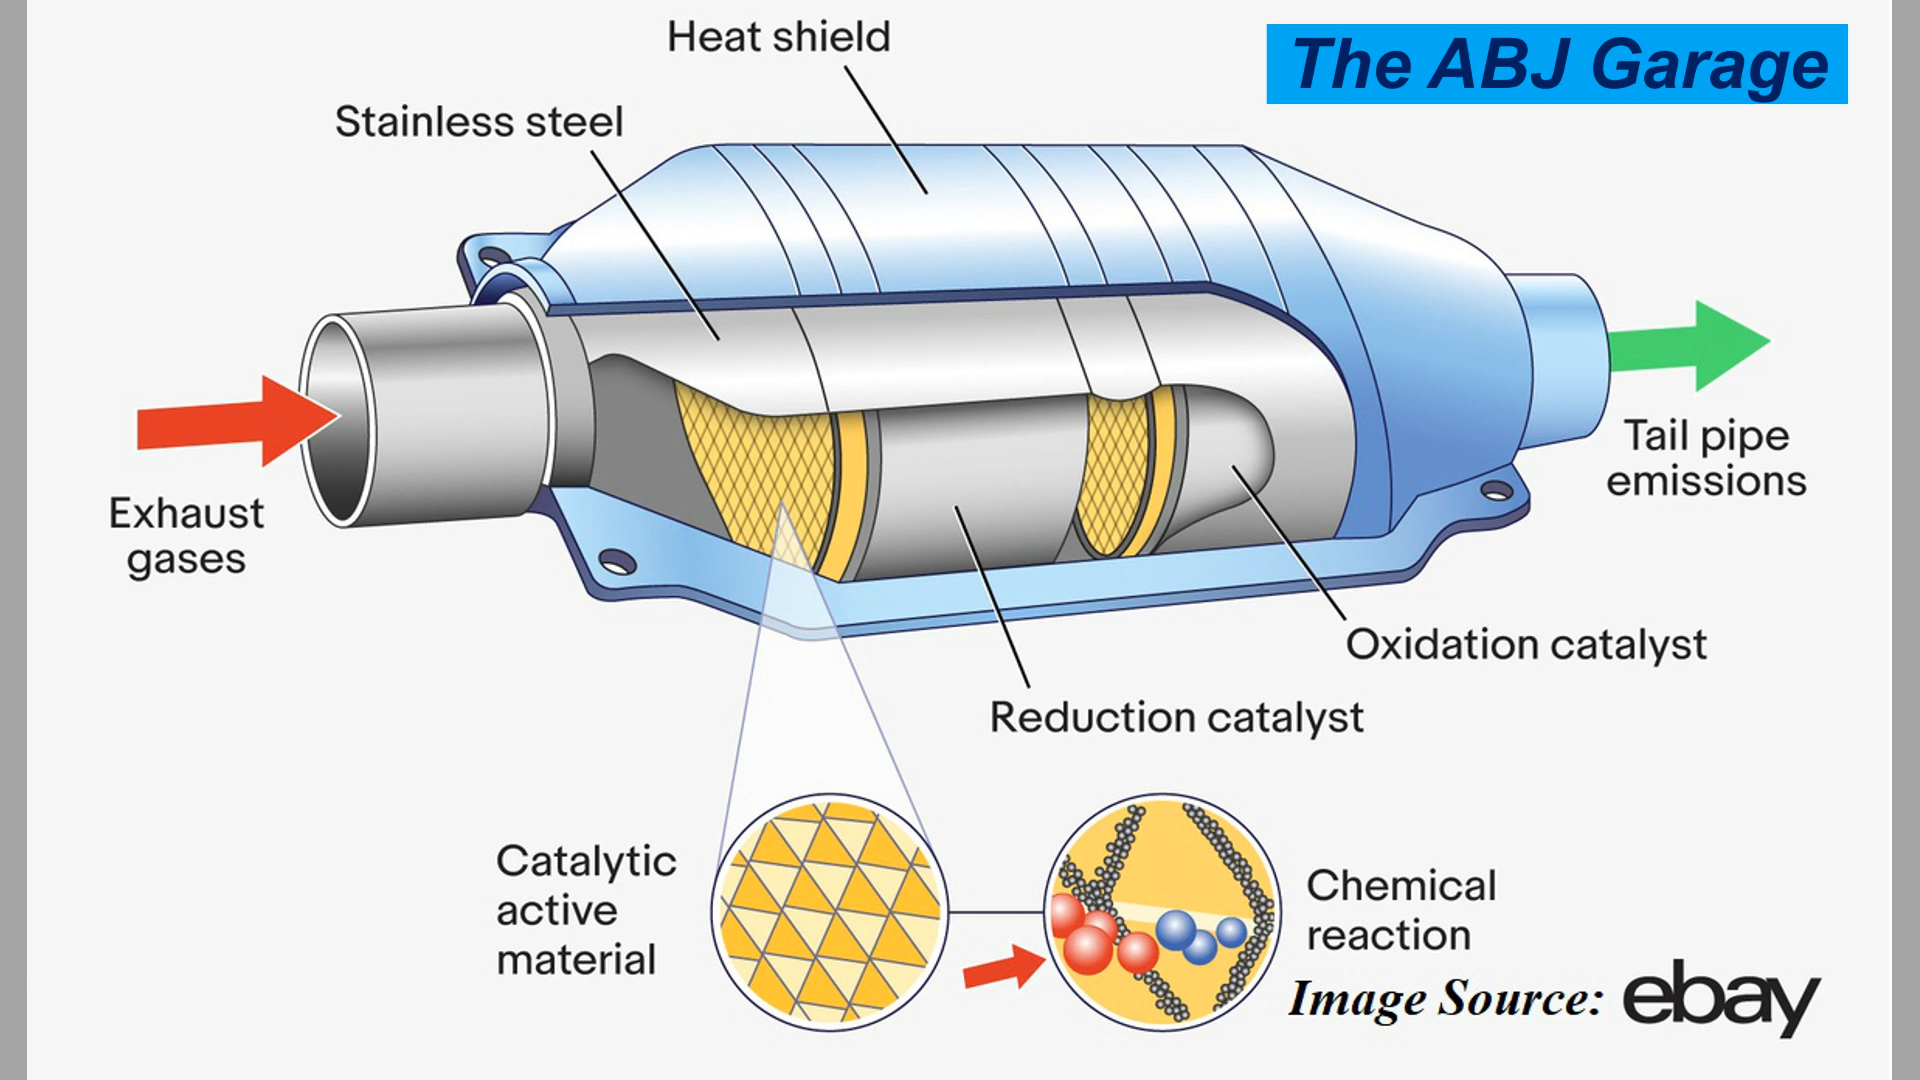 Heat shield
The ABJ Garage
Stainless steel
Exhaust
gases
Tail pipe
emissions
Oxidation catalyst
Reduction catalyst
Catalytic
active
material
Chemical
reaction
Image Source: ebay